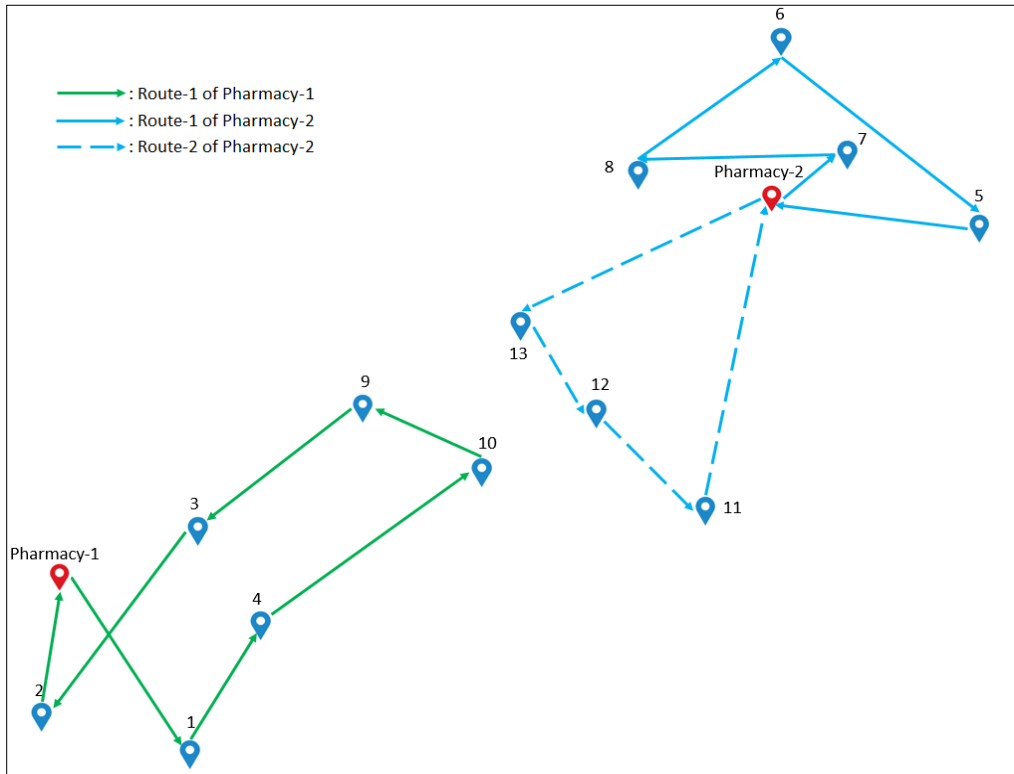 6
: Route-1 of Pharmacy-1
: Route-1 of Pharmacy-2
: Route-2 of Pharmacy-2
7
8
Pharmacy-2
5
13
9
12
10
3
11
Pharmacy-1
4
2
1